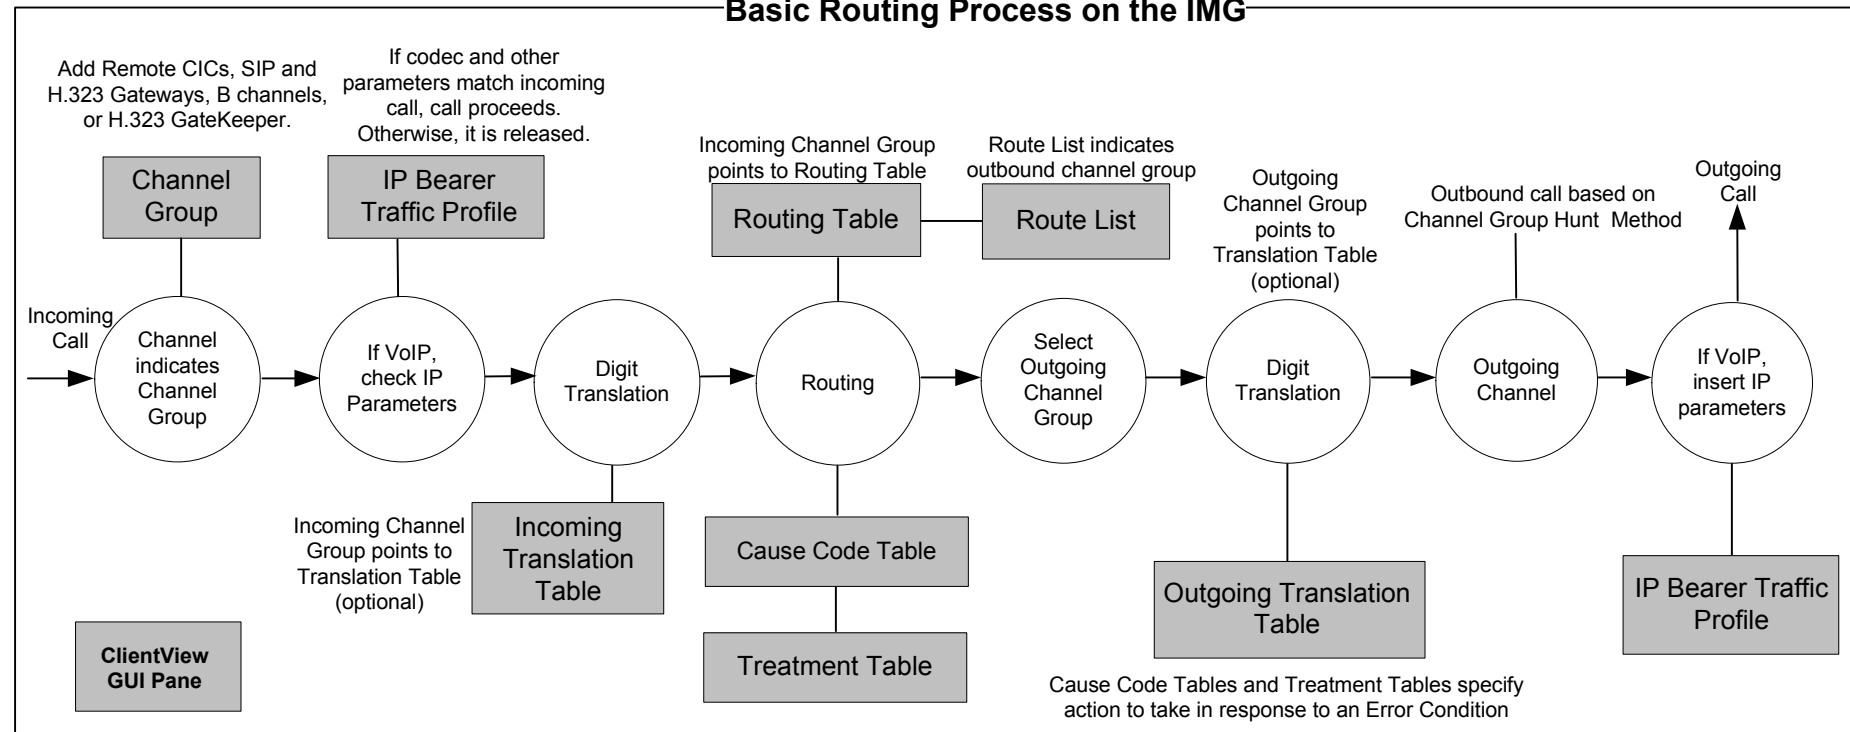 Basic Routing Process on the IMG
Add Remote CICs, SIP and
H.323 Gateways, B channels,
or H.323 GateKeeper.
If codec and other
parameters match incoming
call, call proceeds.
Otherwise, it is released.
Channel
Group
IP Bearer
Traffic Profile
Incoming Channel Group
points to Routing Table
Route List indicates
outbound channel group
Routing Table
Route List
Outgoing
Channel Group
points to
Translation Table
(optional)
Outbound call based on
Channel Group Hunt Method
Outgoing
Call
Incoming
Call
Channel
indicates
Channel
Group
If VoIP,
check IP
Parameters
Digit
Translation
Routing
Select
Outgoing
Channel
Group
Digit
Translation
Outgoing
Channel
If VoIP,
insert IP
parameters
Incoming Channel
Group points to
Translation Table
(optional)
Incoming
Translation
Table
Cause Code Table
Treatment Table
Outgoing Translation
Table
IP Bearer Traffic
Profile
ClientView
GUI Pane
Cause Code Tables and Treatment Tables specify
action to take in response to an Error Condition